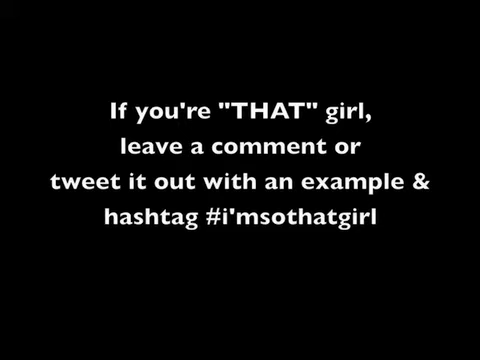 If you're "THAT" girl,
leave a comment or
tweet it out with an example &
hashtag #i'msothatgirl